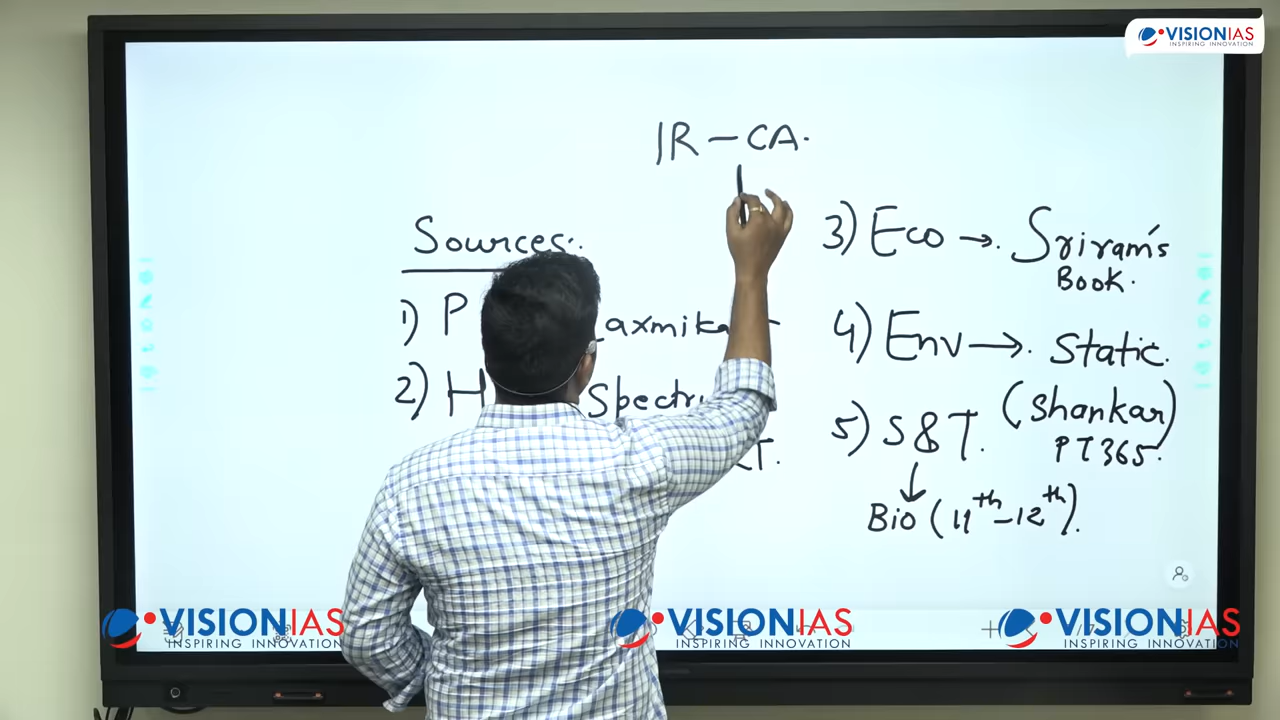 VISIONIAS
INSPIRING INNOVATION
IR - CA.
Sources:.
1) P
2) H Spectr
3) Eco → Sriram's
Book.
4) Env → Static.
(Shankar)
PT365.
5) S&T.
↓
Bio (11th - 12th).
VISIONIAS
INSPIRING INNOVATION
VISIONIAS
INSPIRING INNOVATION
VISIONIAS
INSPIRING INNOVATION